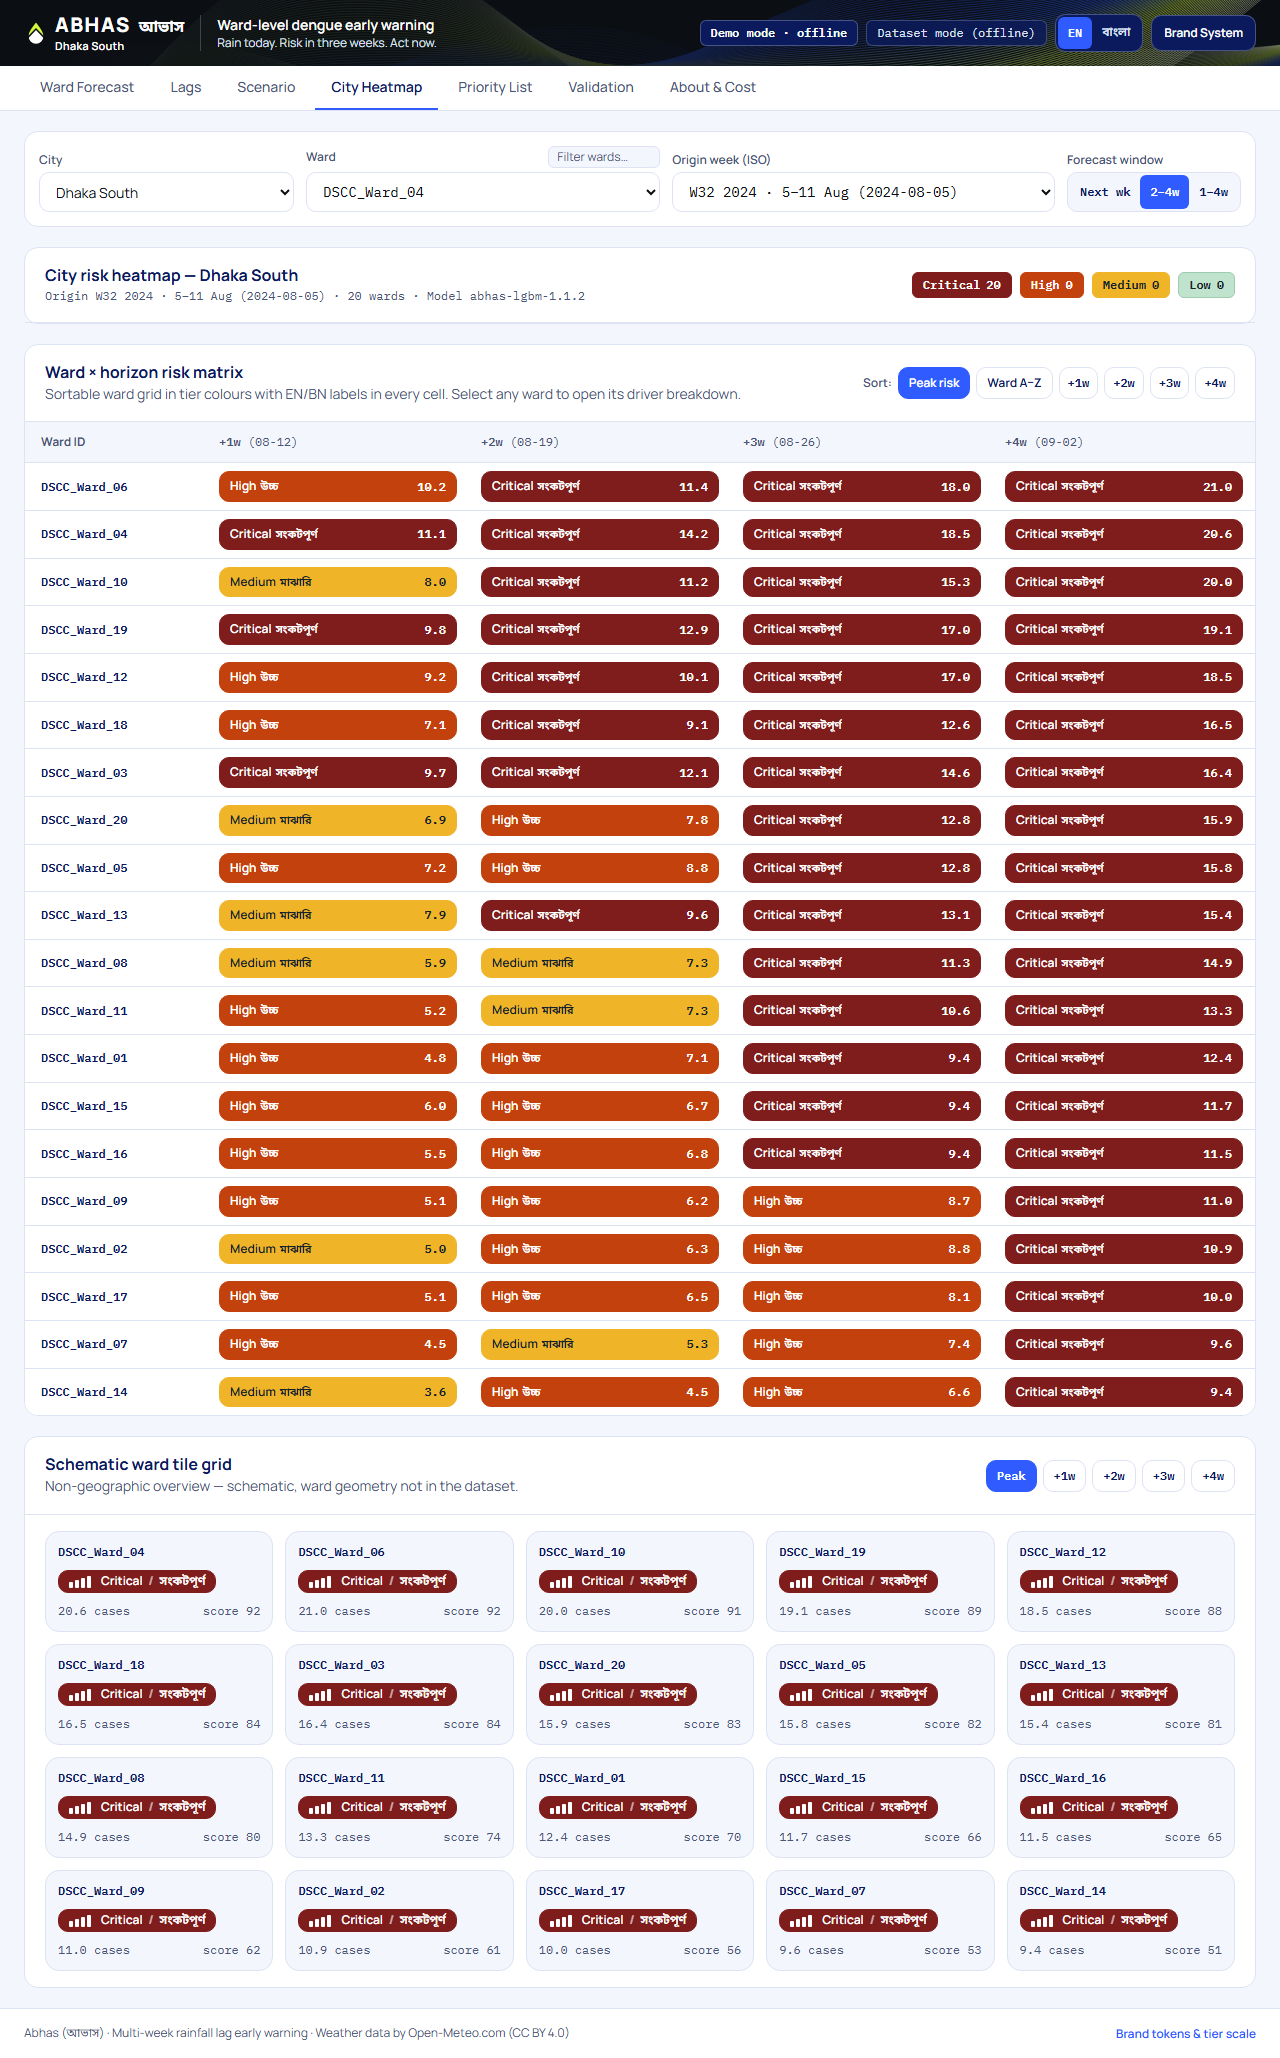 ABHAS আভাস
Dhaka South
Ward-level dengue early warning
Rain today. Risk in three weeks. Act now.
Demo mode · offline
Dataset mode (offline)
EN বাংলা
Brand System
Ward Forecast Lags Scenario City Heatmap Priority List Validation About & Cost
City
Dhaka South
Ward
Filter wards…
DSCC_Ward_04
Origin week (ISO)
W32 2024 · 5–11 Aug (2024-08-05)
Forecast window
Next wk 2–4w 1–4w
City risk heatmap — Dhaka South
Origin W32 2024 · 5–11 Aug (2024-08-05) · 20 wards · Model abhas-lgbm-1.1.2
Critical 20 High 0 Medium 0 Low 0
Ward × horizon risk matrix
Sortable ward grid in tier colours with EN/BN labels in every cell. Select any ward to open its driver breakdown.
Sort: Peak risk Ward A–Z +1w +2w +3w +4w
Ward ID +1w (08-12) +2w (08-19) +3w (08-26) +4w (09-02)
DSCC_Ward_06 High উচ্চ 10.2 Critical সংকটপূর্ণ 11.4 Critical সংকটপূর্ণ 18.0 Critical সংকটপূর্ণ 21.0
DSCC_Ward_04 Critical সংকটপূর্ণ 11.1 Critical সংকটপূর্ণ 14.2 Critical সংকটপূর্ণ 18.5 Critical সংকটপূর্ণ 20.6
DSCC_Ward_10 Medium মাঝারি 8.0 Critical সংকটপূর্ণ 11.2 Critical সংকটপূর্ণ 15.3 Critical সংকটপূর্ণ 20.0
DSCC_Ward_19 Critical সংকটপূর্ণ 9.8 Critical সংকটপূর্ণ 12.9 Critical সংকটপূর্ণ 17.0 Critical সংকটপূর্ণ 19.1
DSCC_Ward_12 High উচ্চ 9.2 Critical সংকটপূর্ণ 10.1 Critical সংকটপূর্ণ 17.0 Critical সংকটপূর্ণ 18.5
DSCC_Ward_18 High উচ্চ 7.1 Critical সংকটপূর্ণ 9.1 Critical সংকটপূর্ণ 12.6 Critical সংকটপূর্ণ 16.5
DSCC_Ward_03 Critical সংকটপূর্ণ 9.7 Critical সংকটপূর্ণ 12.1 Critical সংকটপূর্ণ 14.6 Critical সংকটপূর্ণ 16.4
DSCC_Ward_20 Medium মাঝারি 6.9 High উচ্চ 7.8 Critical সংকটপূর্ণ 12.8 Critical সংকটপূর্ণ 15.9
DSCC_Ward_05 High উচ্চ 7.2 High উচ্চ 8.8 Critical সংকটপূর্ণ 12.8 Critical সংকটপূর্ণ 15.8
DSCC_Ward_13 Medium মাঝারি 7.9 Critical সংকটপূর্ণ 9.6 Critical সংকটপূর্ণ 13.1 Critical সংকটপূর্ণ 15.4
DSCC_Ward_08 Medium মাঝারি 5.9 Medium মাঝারি 7.3 Critical সংকটপূর্ণ 11.3 Critical সংকটপূর্ণ 14.9
DSCC_Ward_11 High উচ্চ 5.2 Medium মাঝারি 7.3 Critical সংকটপূর্ণ 10.6 Critical সংকটপূর্ণ 13.3
DSCC_Ward_01 High উচ্চ 4.8 High উচ্চ 7.1 Critical সংকটপূর্ণ 9.4 Critical সংকটপূর্ণ 12.4
DSCC_Ward_15 High উচ্চ 6.0 High উচ্চ 6.7 Critical সংকটপূর্ণ 9.4 Critical সংকটপূর্ণ 11.7
DSCC_Ward_16 High উচ্চ 5.5 High উচ্চ 6.8 Critical সংকটপূর্ণ 9.4 Critical সংকটপূর্ণ 11.5
DSCC_Ward_09 High উচ্চ 5.1 High উচ্চ 6.2 High উচ্চ 8.7 Critical সংকটপূর্ণ 11.0
DSCC_Ward_02 Medium মাঝারি 5.0 High উচ্চ 6.3 High উচ্চ 8.8 Critical সংকটপূর্ণ 10.9
DSCC_Ward_17 High উচ্চ 5.1 High উচ্চ 6.5 High উচ্চ 8.1 Critical সংকটপূর্ণ 10.0
DSCC_Ward_07 High উচ্চ 4.5 Medium মাঝারি 5.3 High উচ্চ 7.4 Critical সংকটপূর্ণ 9.6
DSCC_Ward_14 Medium মাঝারি 3.6 High উচ্চ 4.5 High উচ্চ 6.6 Critical সংকটপূর্ণ 9.4
Schematic ward tile grid
Non-geographic overview — schematic, ward geometry not in the dataset.
Peak +1w +2w +3w +4w
DSCC_Ward_04 DSCC_Ward_06 DSCC_Ward_10 DSCC_Ward_19 DSCC_Ward_12
Critical / সংকটপূর্ণ Critical / সংকটপূর্ণ Critical / সংকটপূর্ণ Critical / সংকটপূর্ণ Critical / সংকটপূর্ণ
20.6 cases score 92 21.0 cases score 92 20.0 cases score 91 19.1 cases score 89 18.5 cases score 88
DSCC_Ward_18 DSCC_Ward_03 DSCC_Ward_20 DSCC_Ward_05 DSCC_Ward_13
Critical / সংকটপূর্ণ Critical / সংকটপূর্ণ Critical / সংকটপূর্ণ Critical / সংকটপূর্ণ Critical / সংকটপূর্ণ
16.5 cases score 84 16.4 cases score 84 15.9 cases score 83 15.8 cases score 82 15.4 cases score 81
DSCC_Ward_08 DSCC_Ward_11 DSCC_Ward_01 DSCC_Ward_15 DSCC_Ward_16
Critical / সংকটপূর্ণ Critical / সংকটপূর্ণ Critical / সংকটপূর্ণ Critical / সংকটপূর্ণ Critical / সংকটপূর্ণ
14.9 cases score 80 13.3 cases score 74 12.4 cases score 70 11.7 cases score 66 11.5 cases score 65
DSCC_Ward_09 DSCC_Ward_02 DSCC_Ward_17 DSCC_Ward_07 DSCC_Ward_14
Critical / সংকটপূর্ণ Critical / সংকটপূর্ণ Critical / সংকটপূর্ণ Critical / সংকটপূর্ণ Critical / সংকটপূর্ণ
11.0 cases score 62 10.9 cases score 61 10.0 cases score 56 9.6 cases score 53 9.4 cases score 51
Abhas (আভাস) · Multi-week rainfall lag early warning · Weather data by Open-Meteo.com (CC BY 4.0)
Brand tokens & tier scale